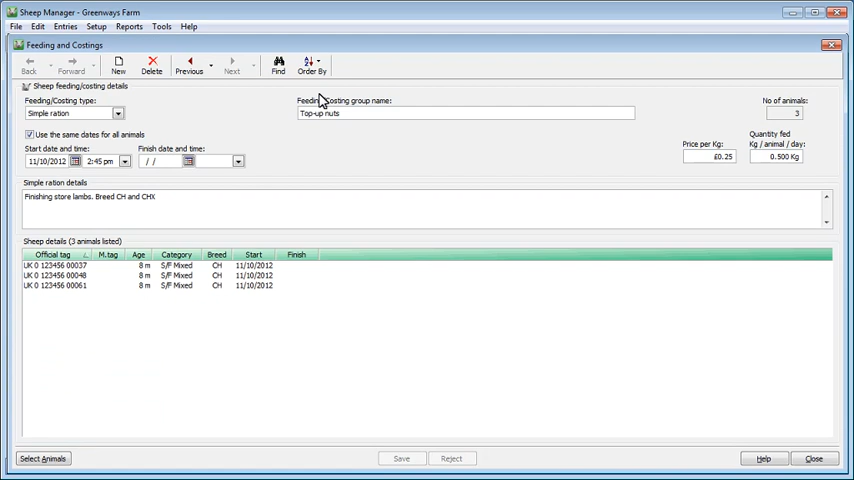 Sheep Manager - Greenways Farm
File Edit Entries Setup Reports Tools Help
Feeding and Costings
Back Forward New Delete Previous Next Find Order By
Sheep feeding/costing details
Feeding/Costing type:
Simple ration
Feeding/Costing group name:
Top-up nuts
No of animals:
3
Use the same dates for all animals
Start date and time: Finish date and time:
11/10/2012 2:45 pm / /
Price per Kg:
£0.25
Quantity fed
Kg / animal / day:
0.500 Kg
Simple ration details
Finishing store lambs. Breed CH and CHX
Sheep details (3 animals listed)
Official tag M.tag Age Category Breed Start Finish
UK 0 123456 00037 8 m S/F Mixed CH 11/10/2012
UK 0 123456 00048 8 m S/F Mixed CH 11/10/2012
UK 0 123456 00061 8 m S/F Mixed CH 11/10/2012
Select Animals Save Reject Help Close